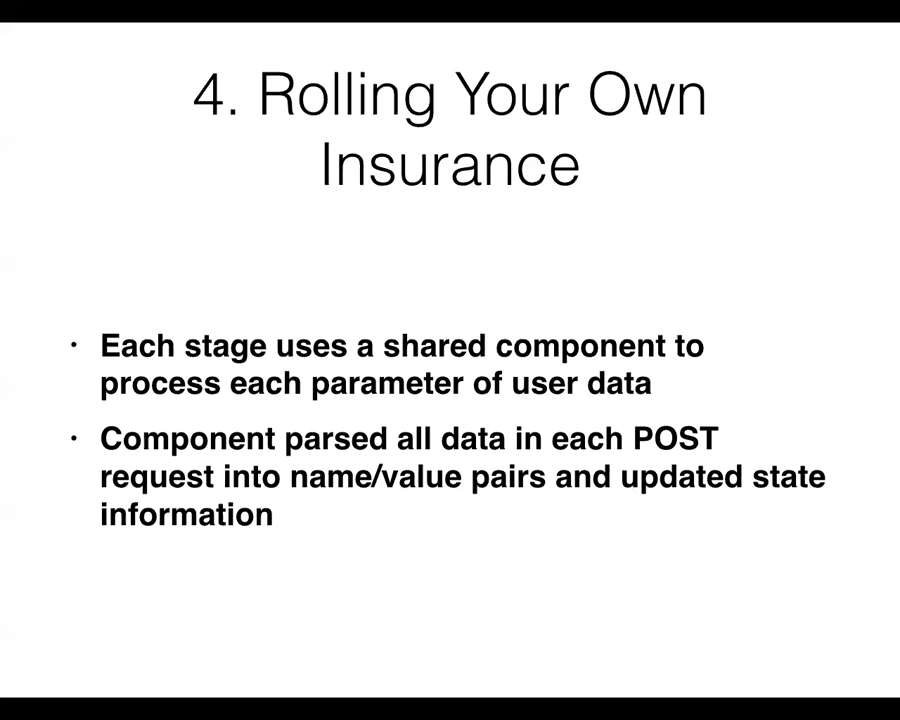 4. Rolling Your Own
Insurance
• Each stage uses a shared component to
process each parameter of user data
• Component parsed all data in each POST
request into name/value pairs and updated state
information